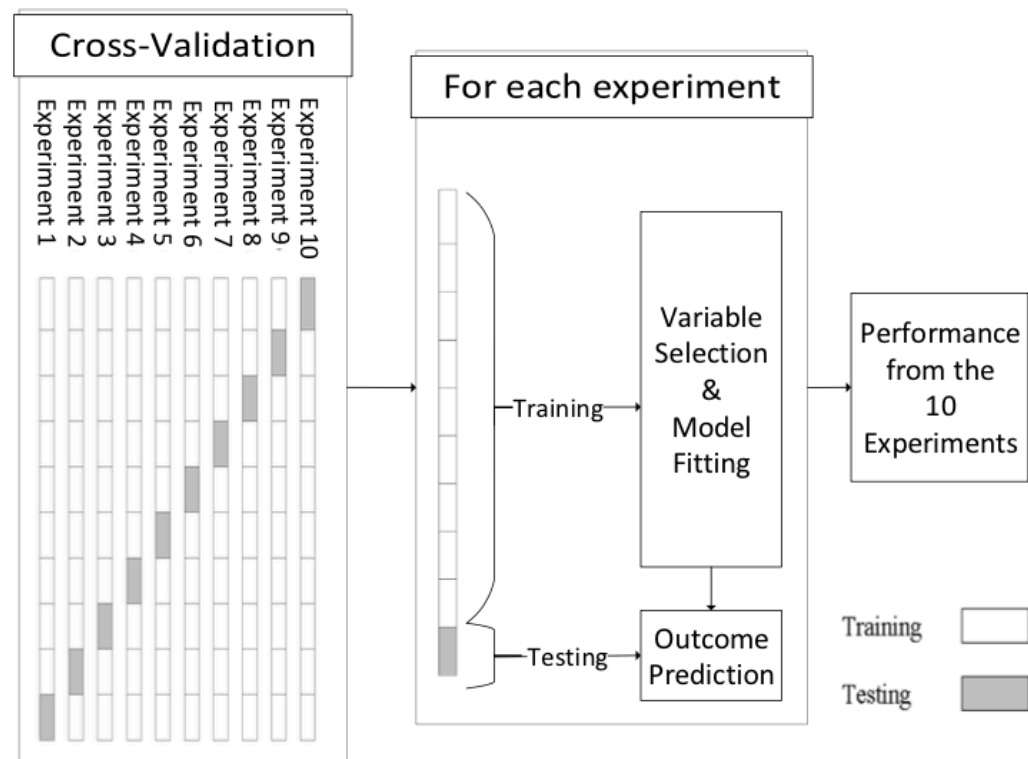 Cross-Validation
Experiment 1
Experiment 2
Experiment 3
Experiment 4
Experiment 5
Experiment 6
Experiment 7
Experiment 8
Experiment 9
Experiment 10
For each experiment
Training
Variable
Selection
&
Model
Fitting
Testing
Outcome
Prediction
Performance
from the
10
Experiments
Training
Testing